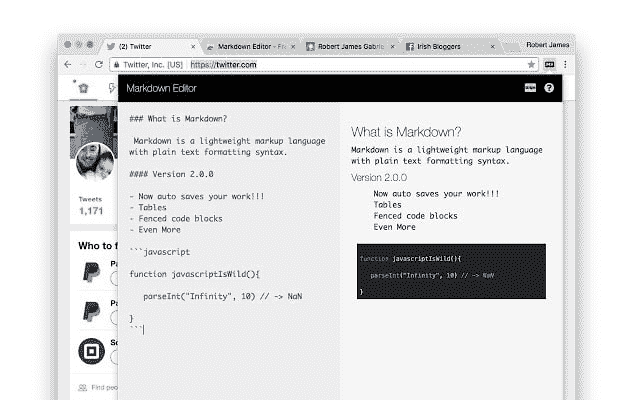 (2) Twitter
Markdown Editor - Fre
Robert James Gabrie
Irish Bloggers
Robert James
Twitter, Inc. [US]
https://twitter.com
Markdown Editor
### What is Markdown?
Markdown is a lightweight markup language
with plain text formatting syntax.
#### Version 2.0.0
- Now auto saves your work!!!
- Tables
- Fenced code blocks
- Even More
```javascript
function javascriptIsWild(){
parseInt("Infinity", 10) // -> NaN
}
```
What is Markdown?
Markdown is a lightweight markup language
with plain text formatting syntax.
Version 2.0.0
Now auto saves your work!!!
Tables
Fenced code blocks
Even More
function javascriptIsWild(){
parseInt("Infinity", 10) // -> NaN
}
Tweets
1,171
Who to f
Pa
Pa
Find peo